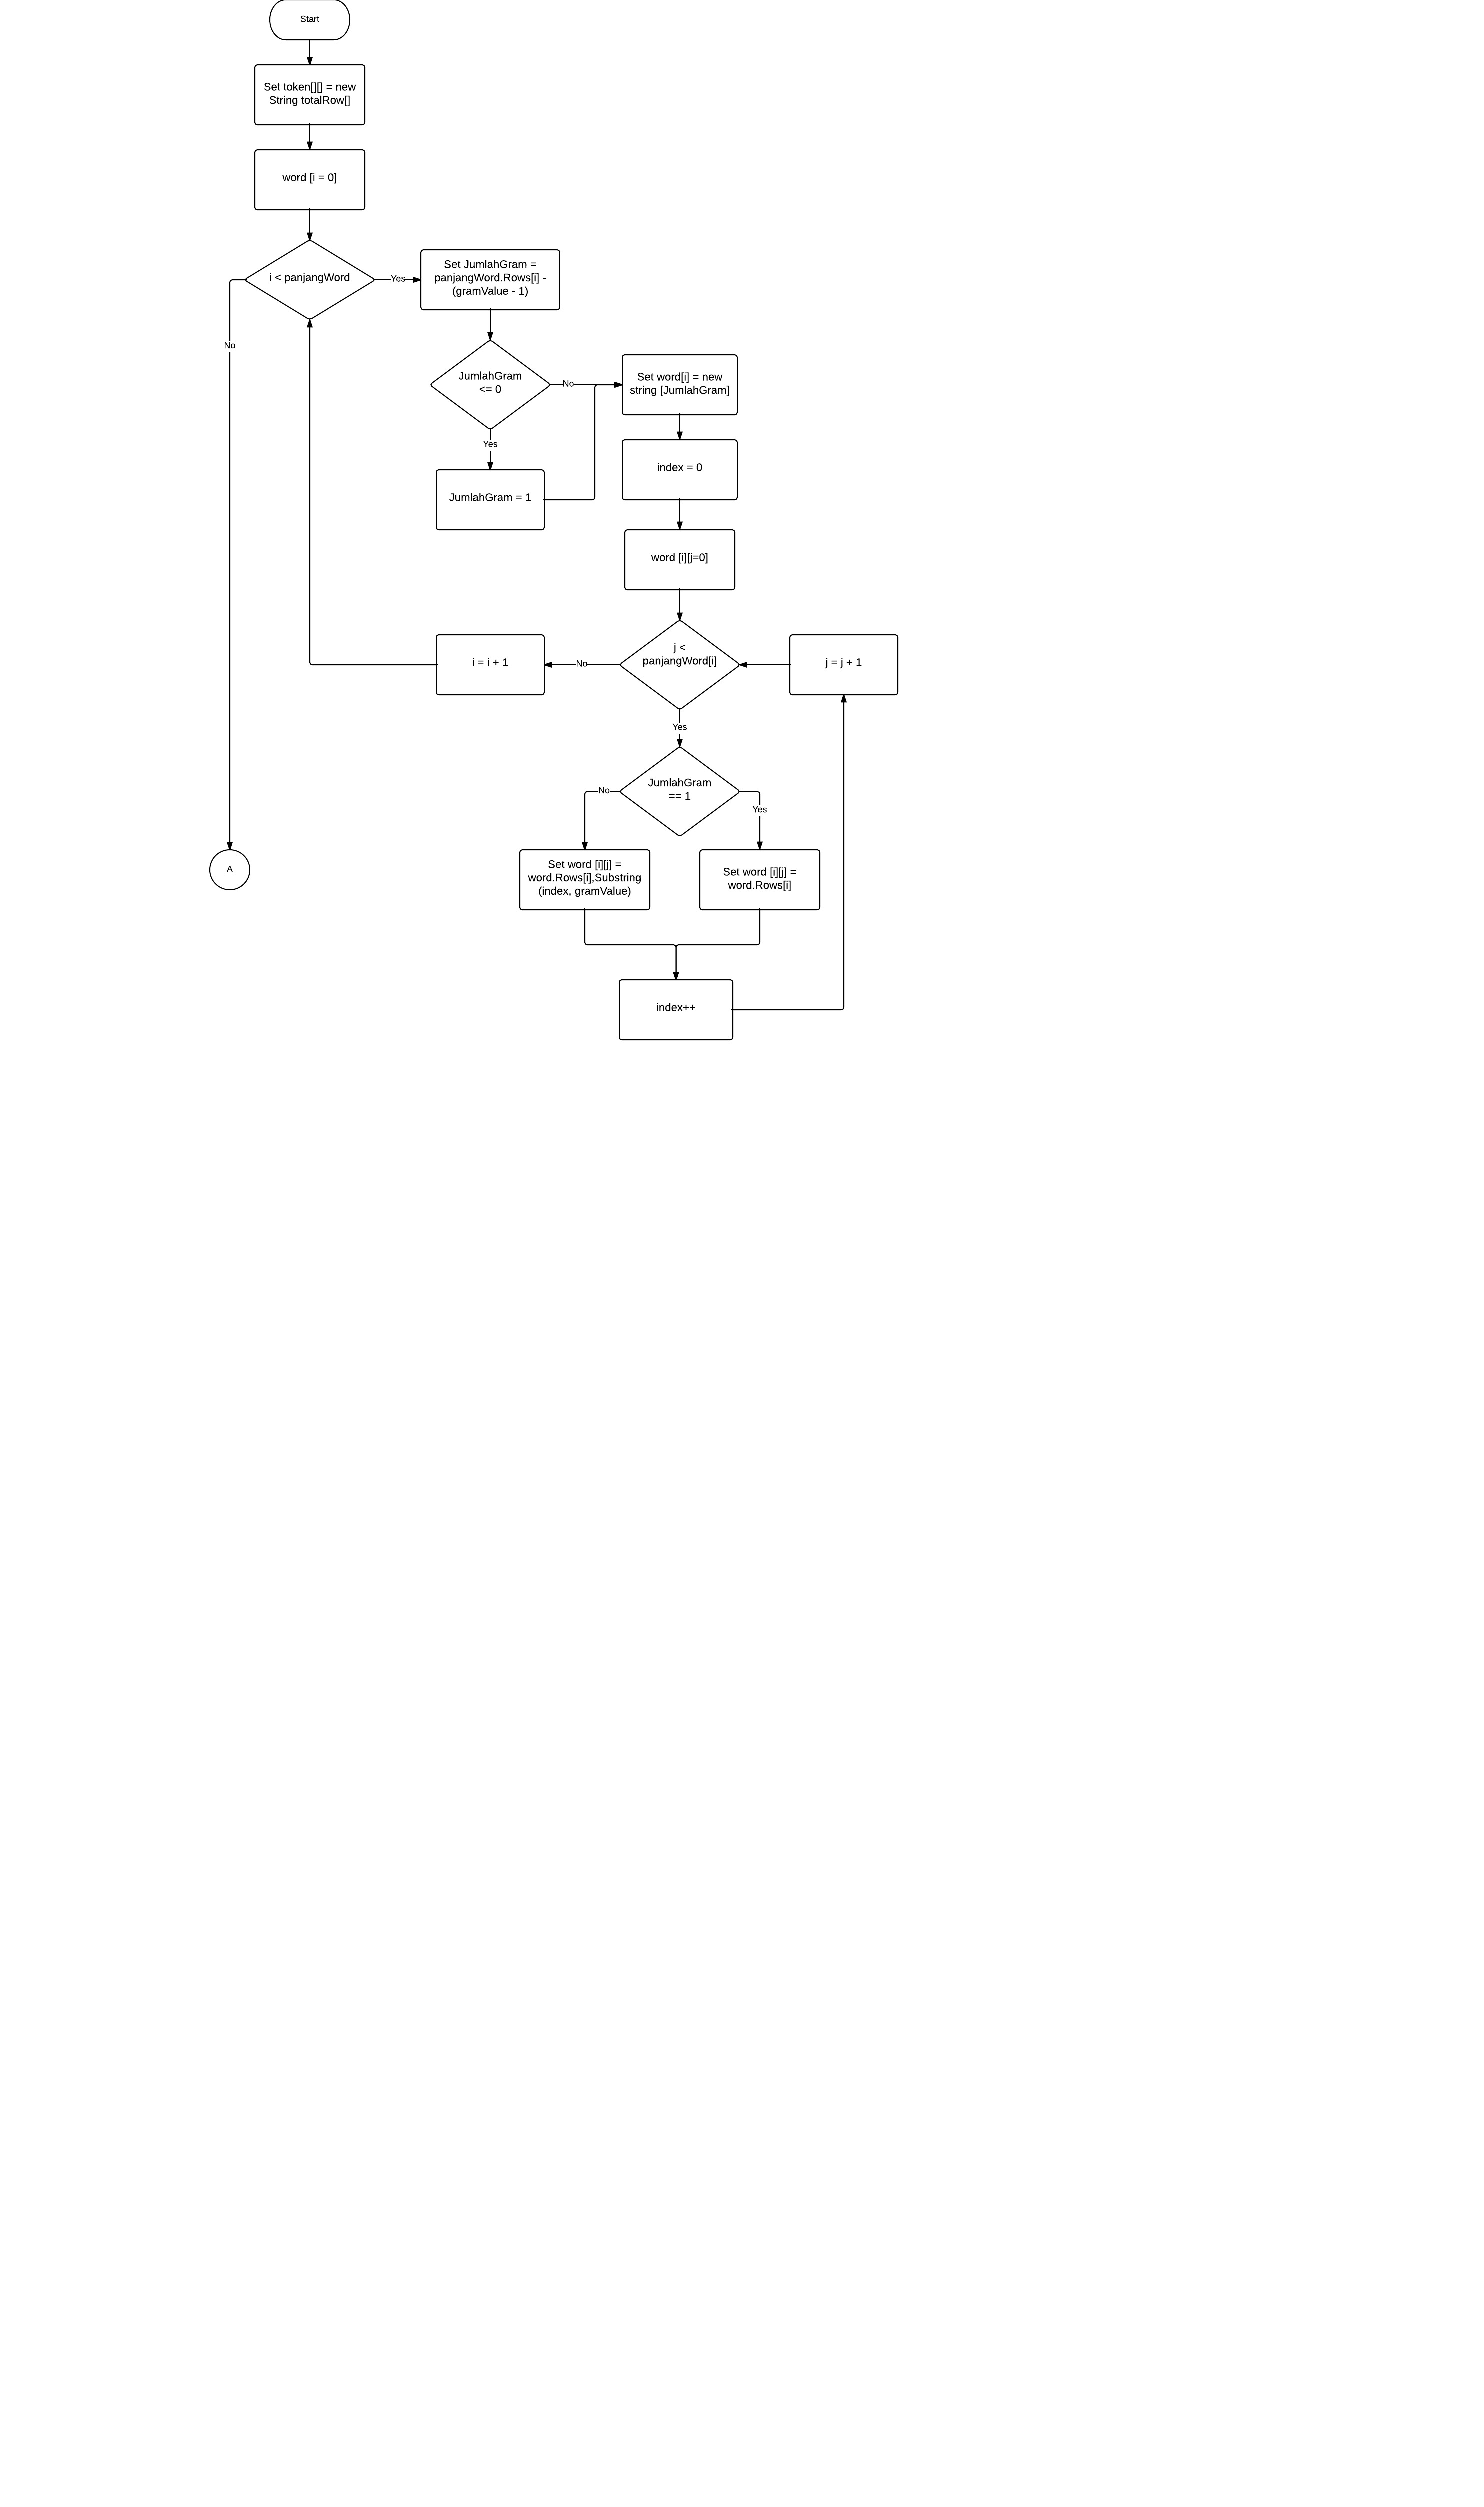 Start
Set token[][] = new
String totalRow[]
word [i = 0]
i < panjangWord
Yes
Set JumlahGram =
panjangWord.Rows[i] -
(gramValue - 1)
No
JumlahGram
<= 0
No
Set word[i] = new
string [JumlahGram]
Yes
index = 0
JumlahGram = 1
word [i][j=0]
i = i + 1
No
j <
panjangWord[i]
j = j + 1
Yes
JumlahGram
== 1
No
Yes
A
Set word [i][j] =
word.Rows[i],Substring
(index, gramValue)
Set word [i][j] =
word.Rows[i]
index++